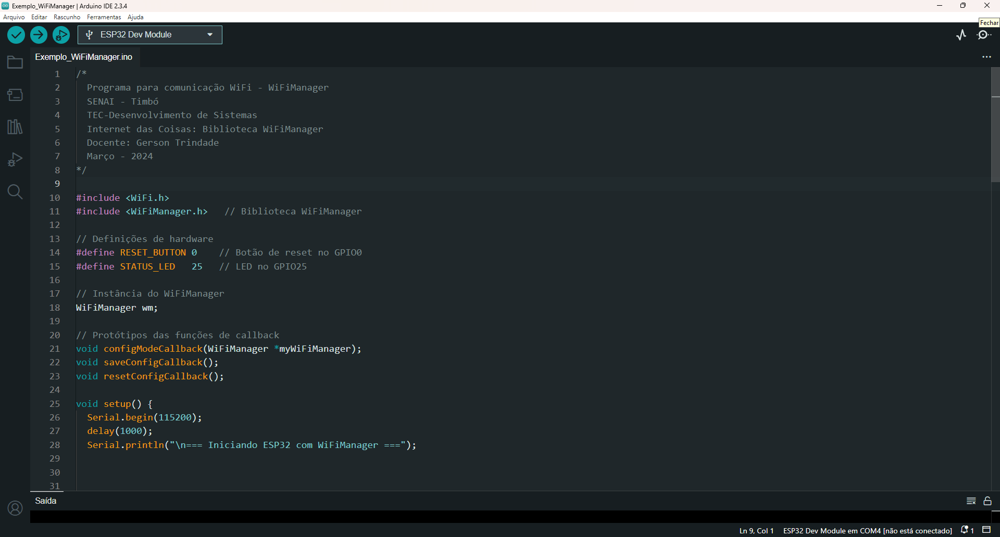 Exemplo_WiFiManager | Arduino IDE 2.3.4
Arquivo Editar Rascunho Ferramentas Ajuda
Fechar
ESP32 Dev Module
Exemplo_WiFiManager.ino
1 /*
2 Programa para comunicação WiFi - WiFiManager
3 SENAI - Timbó
4 TEC-Desenvolvimento de Sistemas
5 Internet das Coisas: Biblioteca WiFiManager
6 Docente: Gerson Trindade
7 Março - 2024
8 */
9
10 #include <WiFi.h>
11 #include <WiFiManager.h> // Biblioteca WiFiManager
12
13 // Definições de hardware
14 #define RESET_BUTTON 0 // Botão de reset no GPIO0
15 #define STATUS_LED 25 // LED no GPIO25
16
17 // Instância do WiFiManager
18 WiFiManager wm;
19
20 // Protótipos das funções de callback
21 void configModeCallback(WiFiManager *myWiFiManager);
22 void saveConfigCallback();
23 void resetConfigCallback();
24
25 void setup() {
26 Serial.begin(115200);
27 delay(1000);
28 Serial.println("\n=== Iniciando ESP32 com WiFiManager ===");
29
30
31
Saída
Ln 9, Col 1 ESP32 Dev Module em COM4 [não está conectado] 1